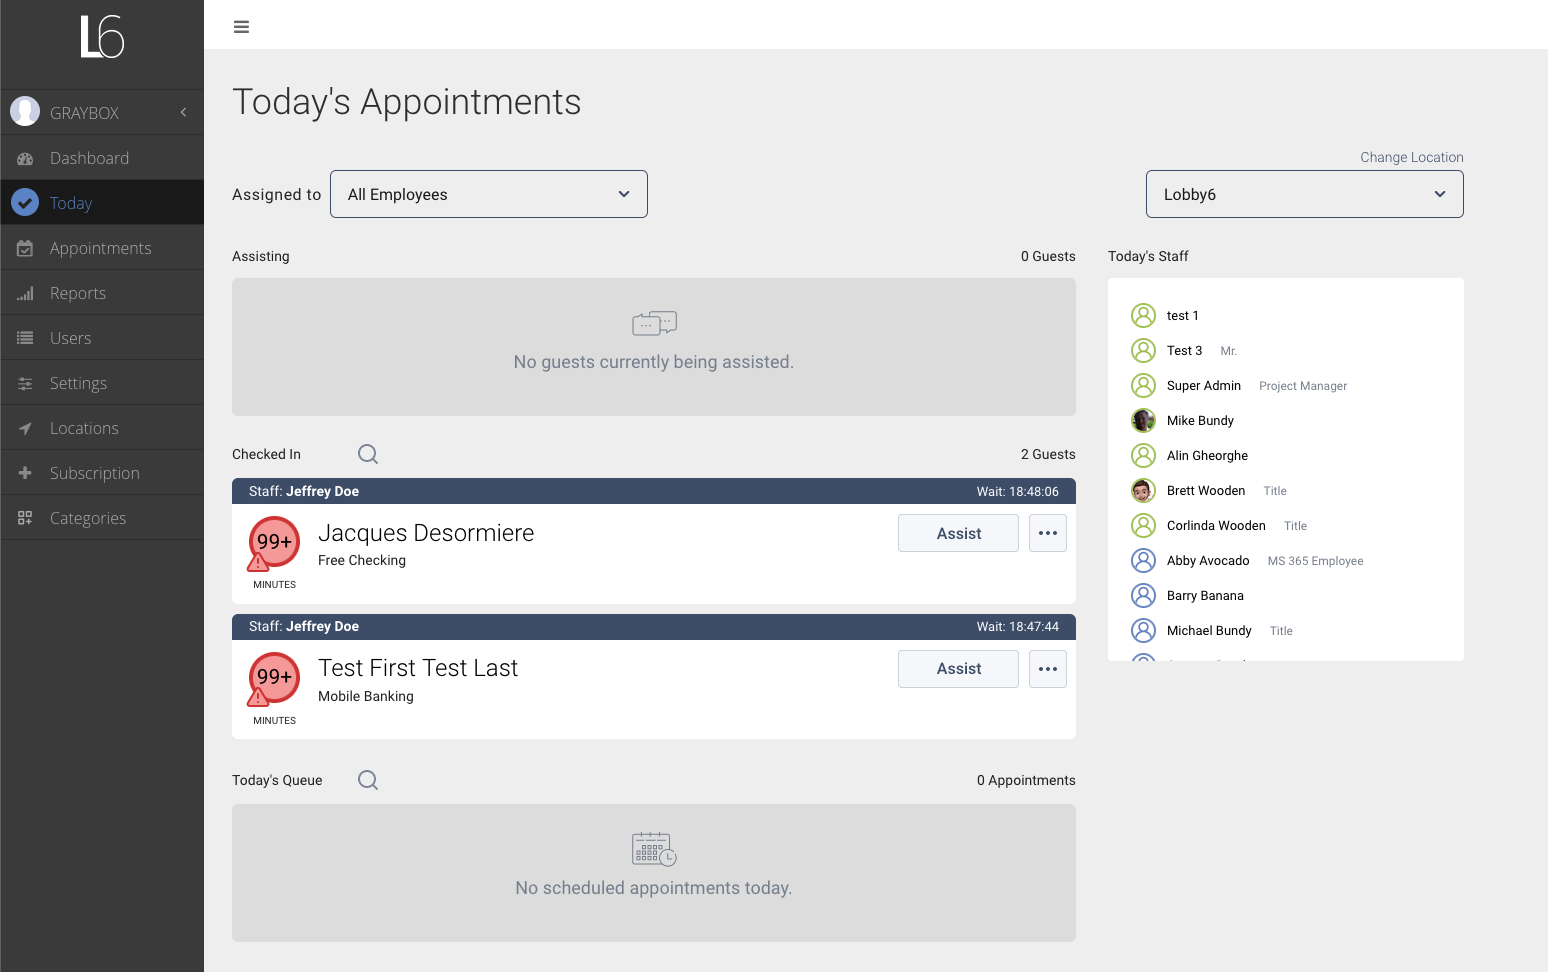 L6
GRAYBOX
Dashboard
Today
Appointments
Reports
Users
Settings
Locations
Subscription
Categories
Today's Appointments
Change Location
Assigned to
All Employees
Lobby6
Assisting
0 Guests
No guests currently being assisted.
Checked In
2 Guests
Staff: Jeffrey Doe
Wait: 18:48:06
99+
MINUTES
Jacques Desormiere
Free Checking
Assist
Staff: Jeffrey Doe
Wait: 18:47:44
99+
MINUTES
Test First Test Last
Mobile Banking
Assist
Today's Queue
0 Appointments
No scheduled appointments today.
Today's Staff
test 1
Test 3 Mr.
Super Admin Project Manager
Mike Bundy
Alin Gheorghe
Brett Wooden Title
Corlinda Wooden Title
Abby Avocado MS 365 Employee
Barry Banana
Michael Bundy Title